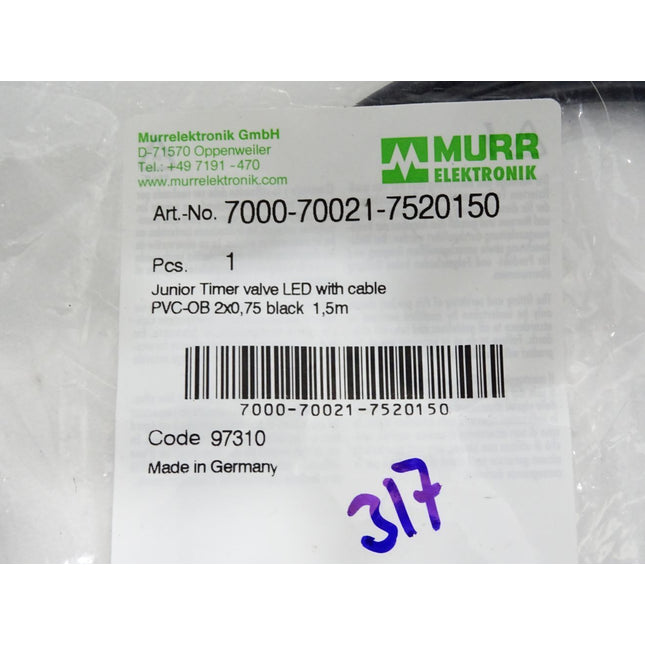 Murrelektronik GmbH
D-71570 Oppenweiler
Tel.: +49 7191 - 470
www.murrelektronik.com
MURR
ELEKTRONIK
Art.-No. 7000-70021-7520150
Pcs. 1
Junior Timer valve LED with cable
PVC-OB 2x0,75 black 1,5m
7000-70021-7520150
Code 97310
Made in Germany
317